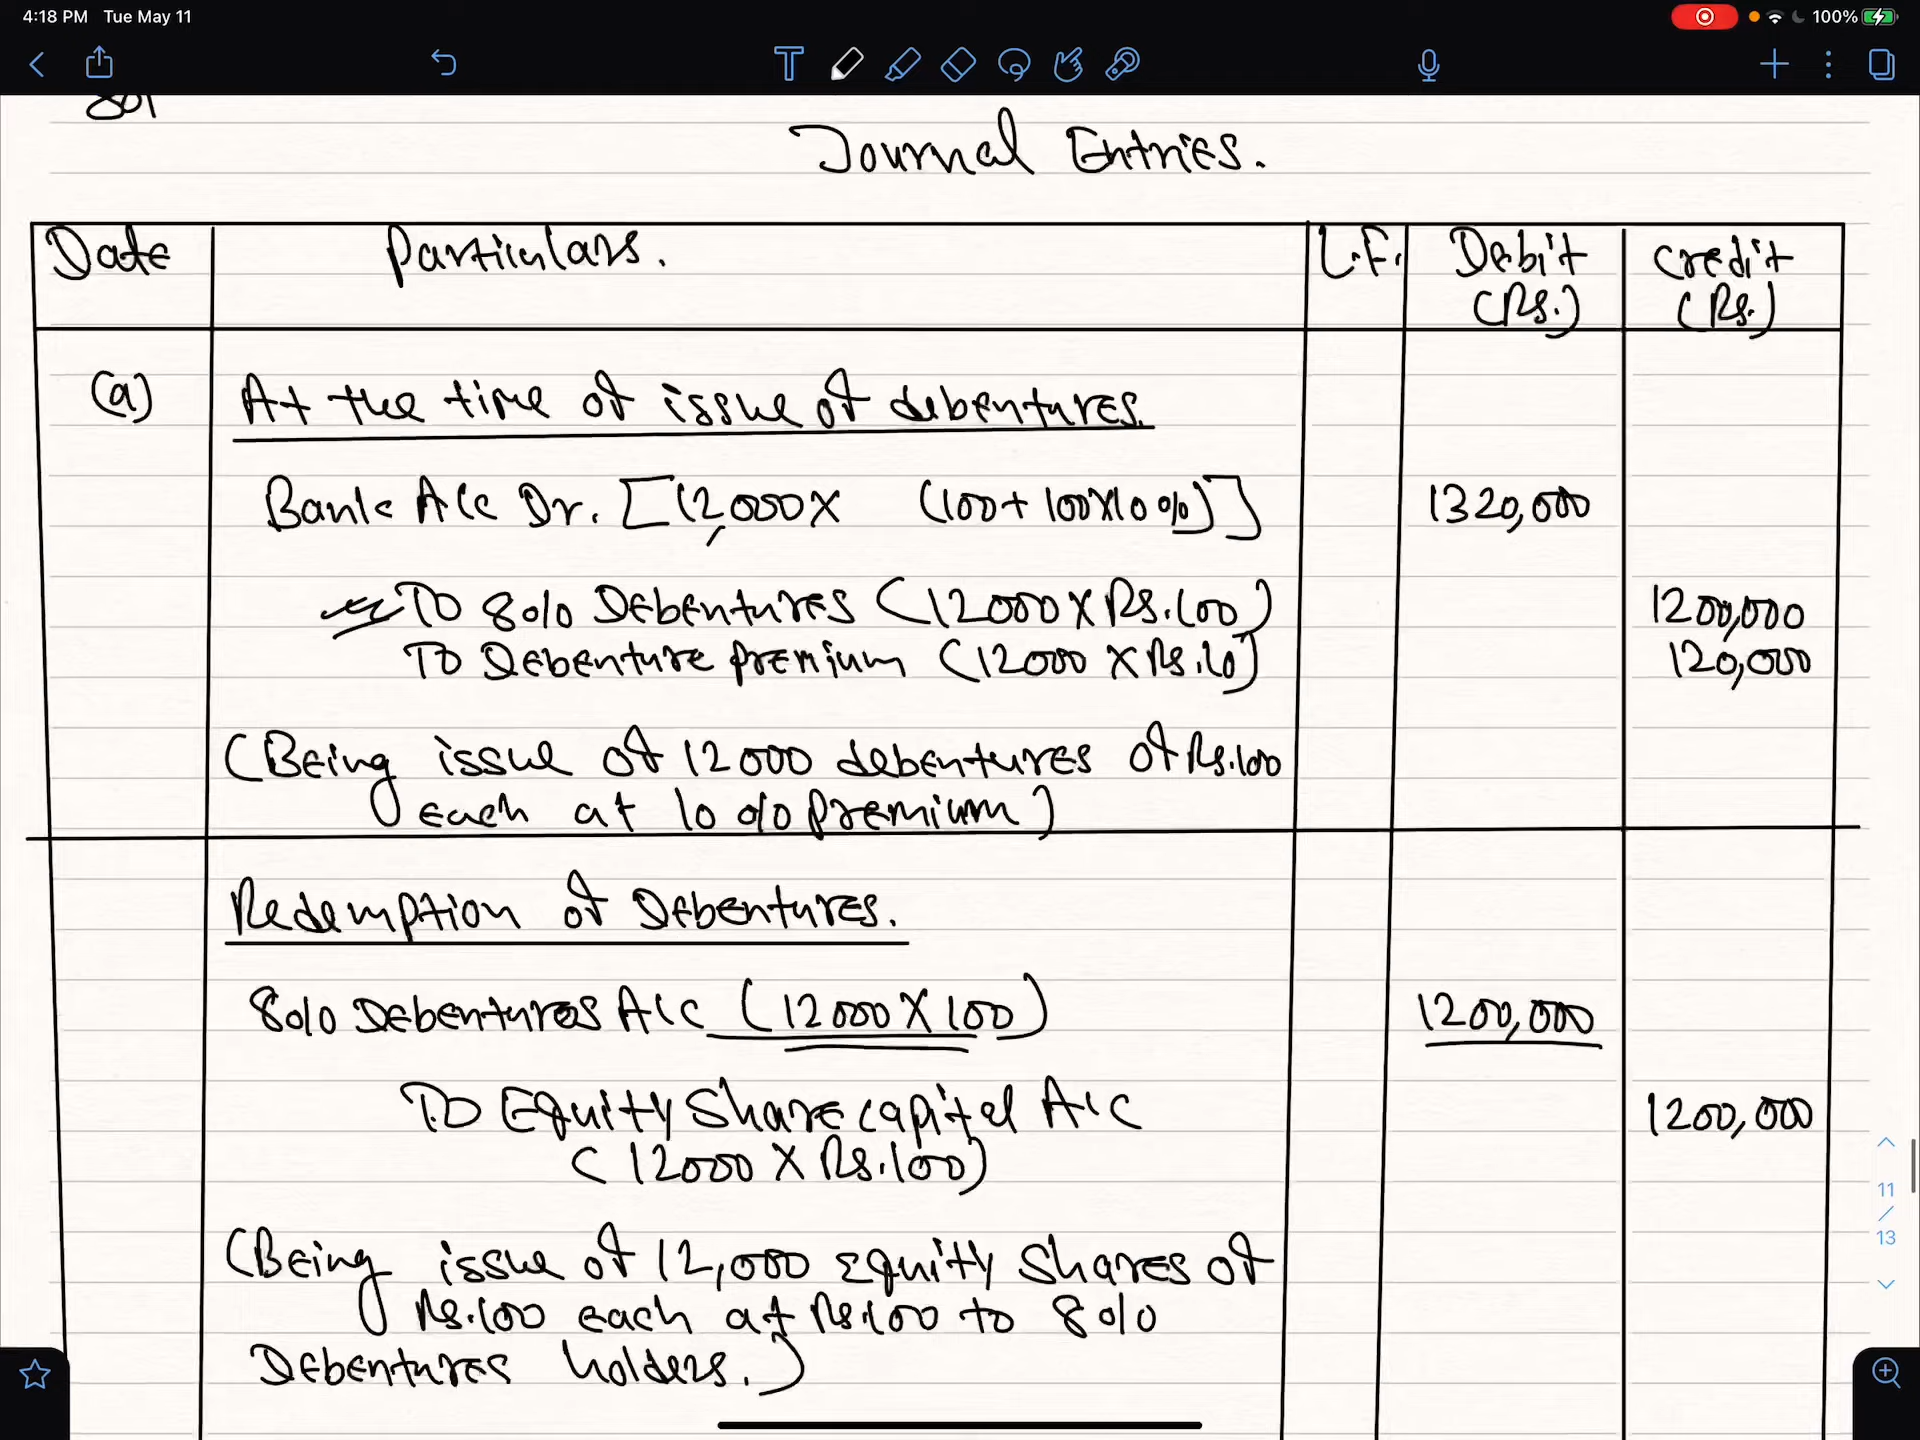 4:18 PM Tue May 11
100%
Journal Entries.
Date Particulars. L.F. Debit (Rs.) Credit (Rs.)
(a) At the time of issue of debentures.
Bank A/c Dr. [12,000X (100+100X10%)] 1320,000
To 8% Debentures (12000 X Rs.100) 1200,000
To Debenture premium (12000 X Rs.10) 120,000
(Being issue of 12000 debentures of Rs.100
each at 10% premium)
Redemption of Debentures.
8% Debentures A/c (12000 X 100) 1200,000
To Equity Share capital A/c 1200,000
(12000 X Rs.100)
(Being issue of 12,000 Equity Shares of
Rs.100 each at Rs.100 to 8%
Debentures holders.)
11
/
13